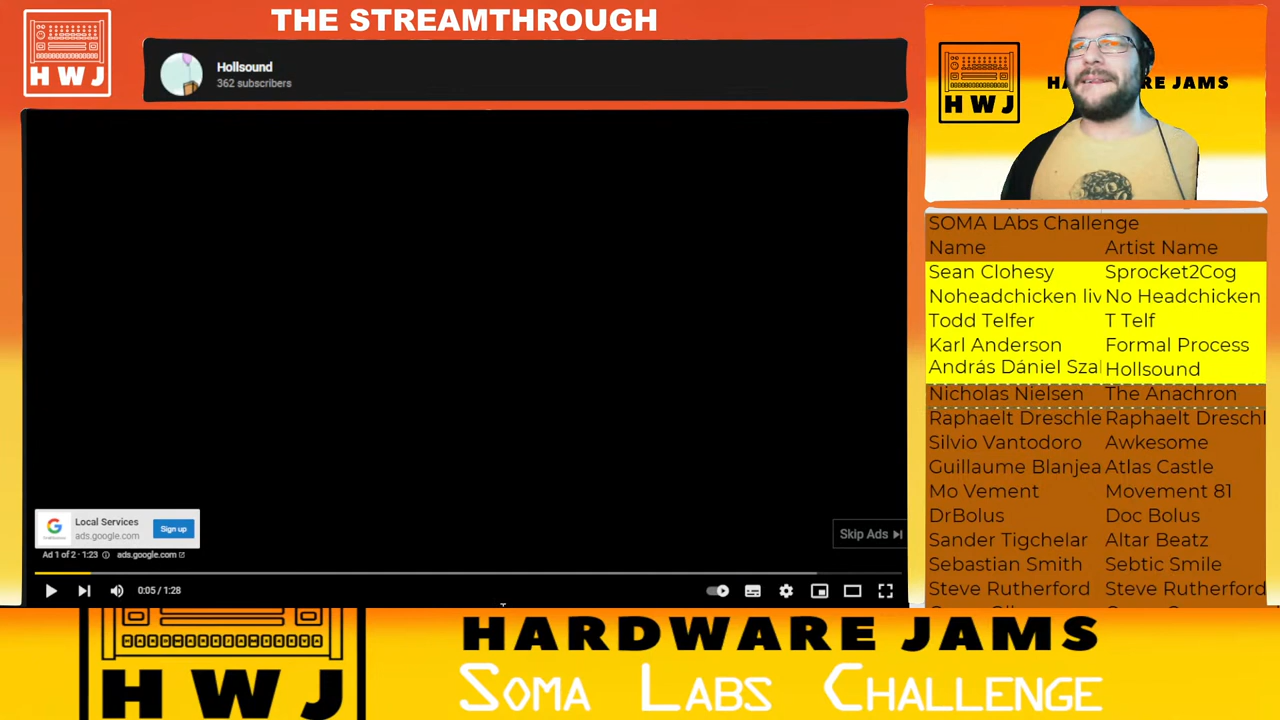 THE STREAMTHROUGH
HWJ
Hollsound
362 subscribers
HWJ
HARDWARE JAMS
SOMA LAbs Challenge
Name Artist Name
Sean Clohesy Sprocket2Cog
Noheadchicken liv No Headchicken
Todd Telfer T Telf
Karl Anderson Formal Process
András Dániel Sza Hollsound
Nicholas Nielsen The Anachron
Raphaelt Dreschle Raphaelt Dreschl
Silvio Vantodoro Awkesome
Guillaume Blanjea Atlas Castle
Mo Vement Movement 81
DrBolus Doc Bolus
Sander Tigchelar Altar Beatz
Sebastian Smith Sebtic Smile
Steve Rutherford Steve Rutherford
Local Services
ads.google.com
Sign up
Skip Ads
Ad 1 of 2 · 1:23 ads.google.com
0:05 / 1:28
HWJ
HARDWARE JAMS
SOMA LABS CHALLENGE